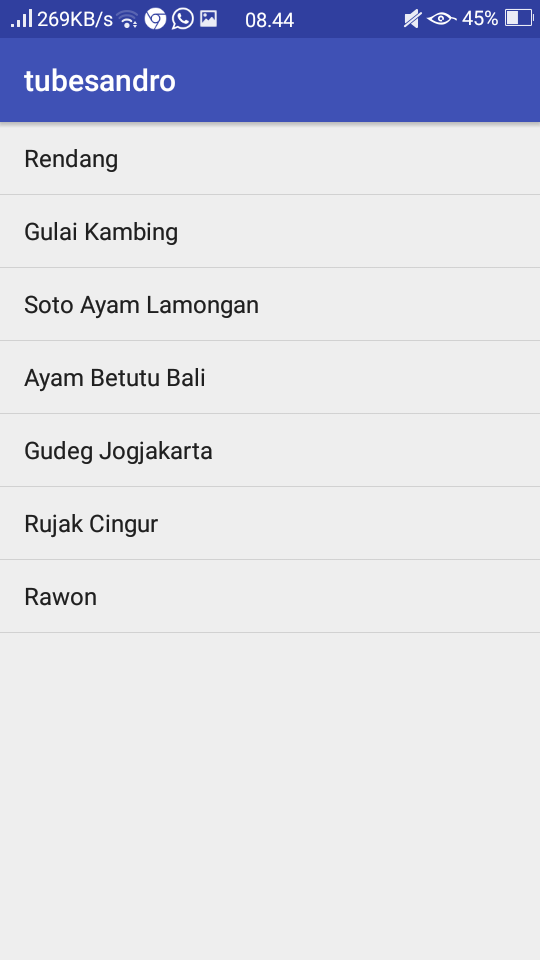 269KB/s 08.44 45%
tubesandro
Rendang
Gulai Kambing
Soto Ayam Lamongan
Ayam Betutu Bali
Gudeg Jogjakarta
Rujak Cingur
Rawon